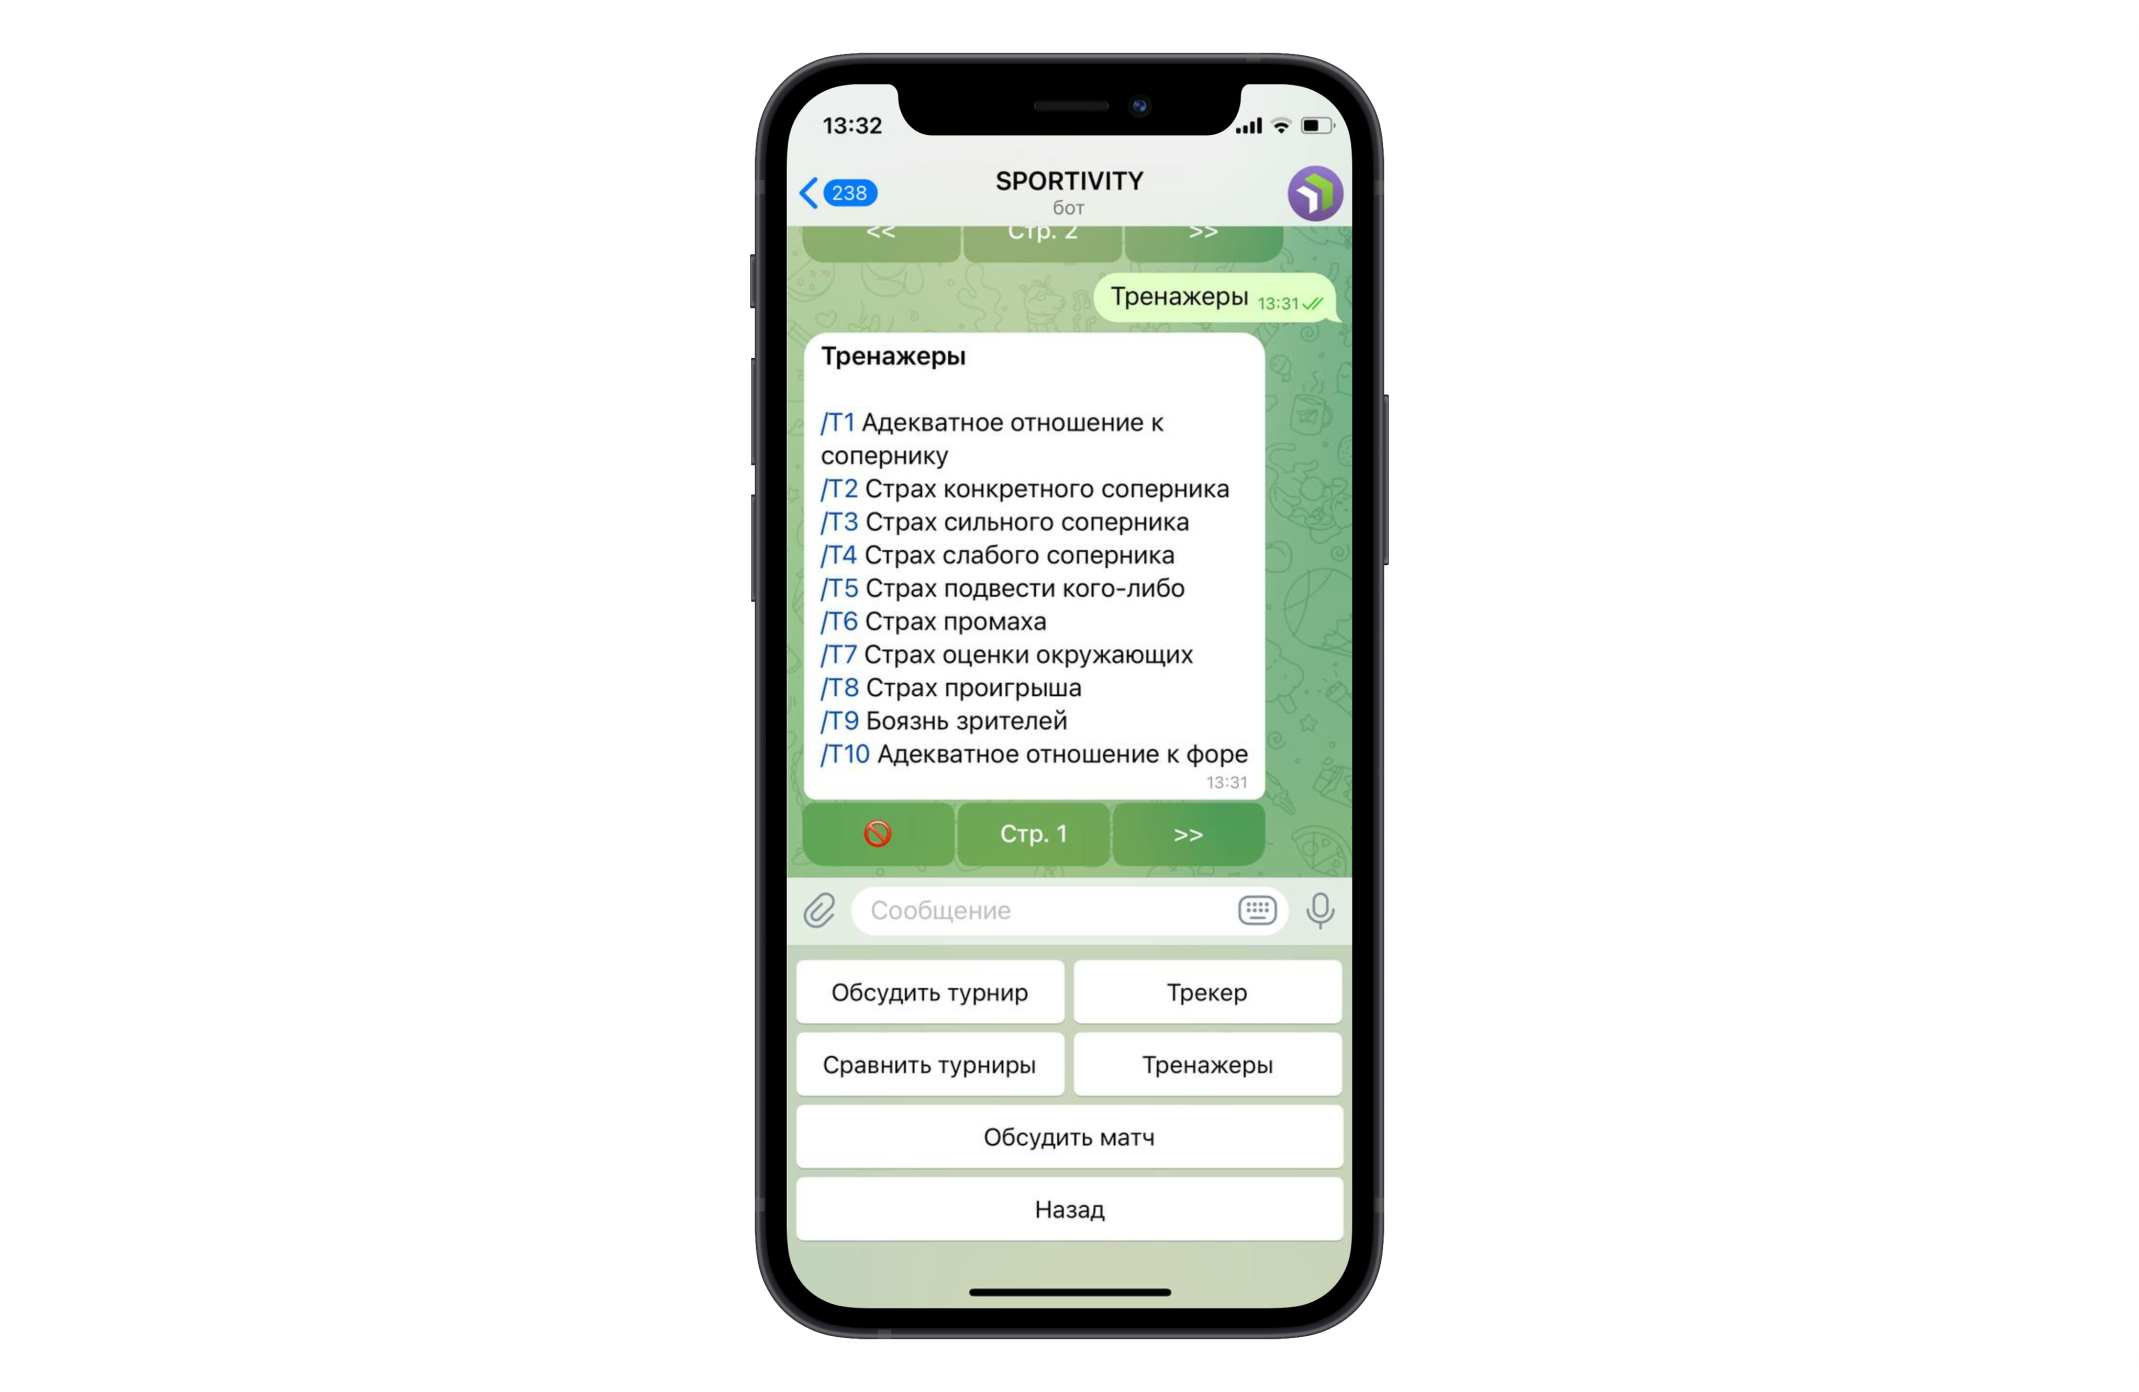 13:32
238
SPORTIVITY
бот
<< Стр. 2 >>
Тренажеры 13:31
Тренажеры
/T1 Адекватное отношение к
сопернику
/T2 Страх конкретного соперника
/T3 Страх сильного соперника
/T4 Страх слабого соперника
/T5 Страх подвести кого-либо
/T6 Страх промаха
/T7 Страх оценки окружающих
/T8 Страх проигрыша
/T9 Боязнь зрителей
/T10 Адекватное отношение к форе
13:31
Стр. 1 >>
Сообщение
Обсудить турнир Трекер
Сравнить турниры Тренажеры
Обсудить матч
Назад